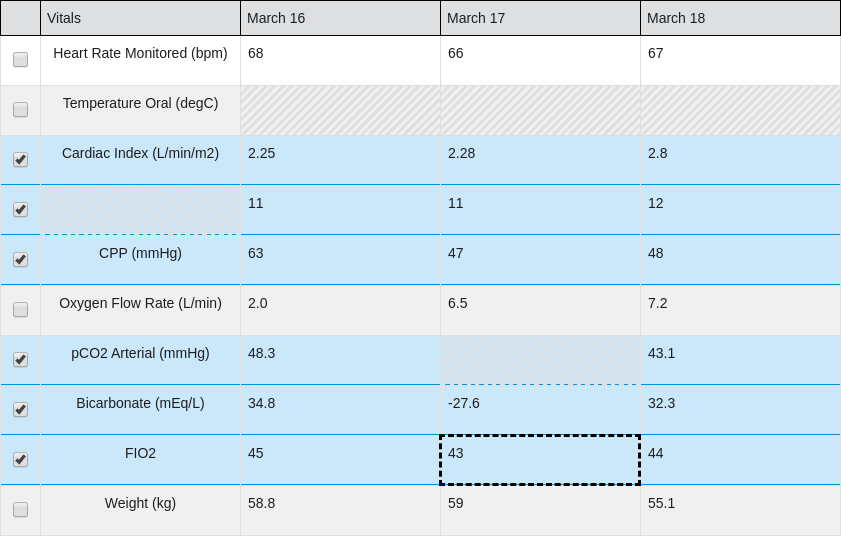 Vitals March 16 March 17 March 18
Heart Rate Monitored (bpm) 68 66 67
Temperature Oral (degC)
Cardiac Index (L/min/m2) 2.25 2.28 2.8
11 11 12
CPP (mmHg) 63 47 48
Oxygen Flow Rate (L/min) 2.0 6.5 7.2
pCO2 Arterial (mmHg) 48.3 43.1
Bicarbonate (mEq/L) 34.8 -27.6 32.3
FIO2 45 43 44
Weight (kg) 58.8 59 55.1